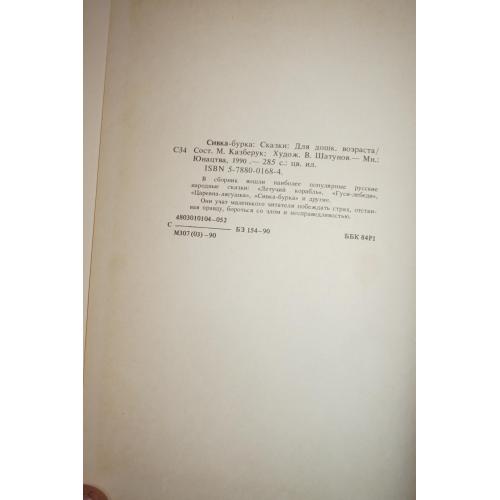 Сивка-бурка: Сказки: Для дошк. возраста/
С34 Сост. М. Казберук; Худож. В. Шатунов.— Мн.:
Юнацтва, 1990 .— 285 с.: цв. ил.
ISBN 5-7880-0168-4.
В сборник вошли наиболее популярные русские
народные сказки: «Летучий корабль», «Гуси-лебеди»,
«Царевна-лягушка», «Сивка-бурка» и другие.
Они учат маленького читателя побеждать страх, отстаи-
вая правду, бороться со злом и несправедливостью.
4803010104-052
С БЗ 154-90 ББК 84Р1
М307(03)-90